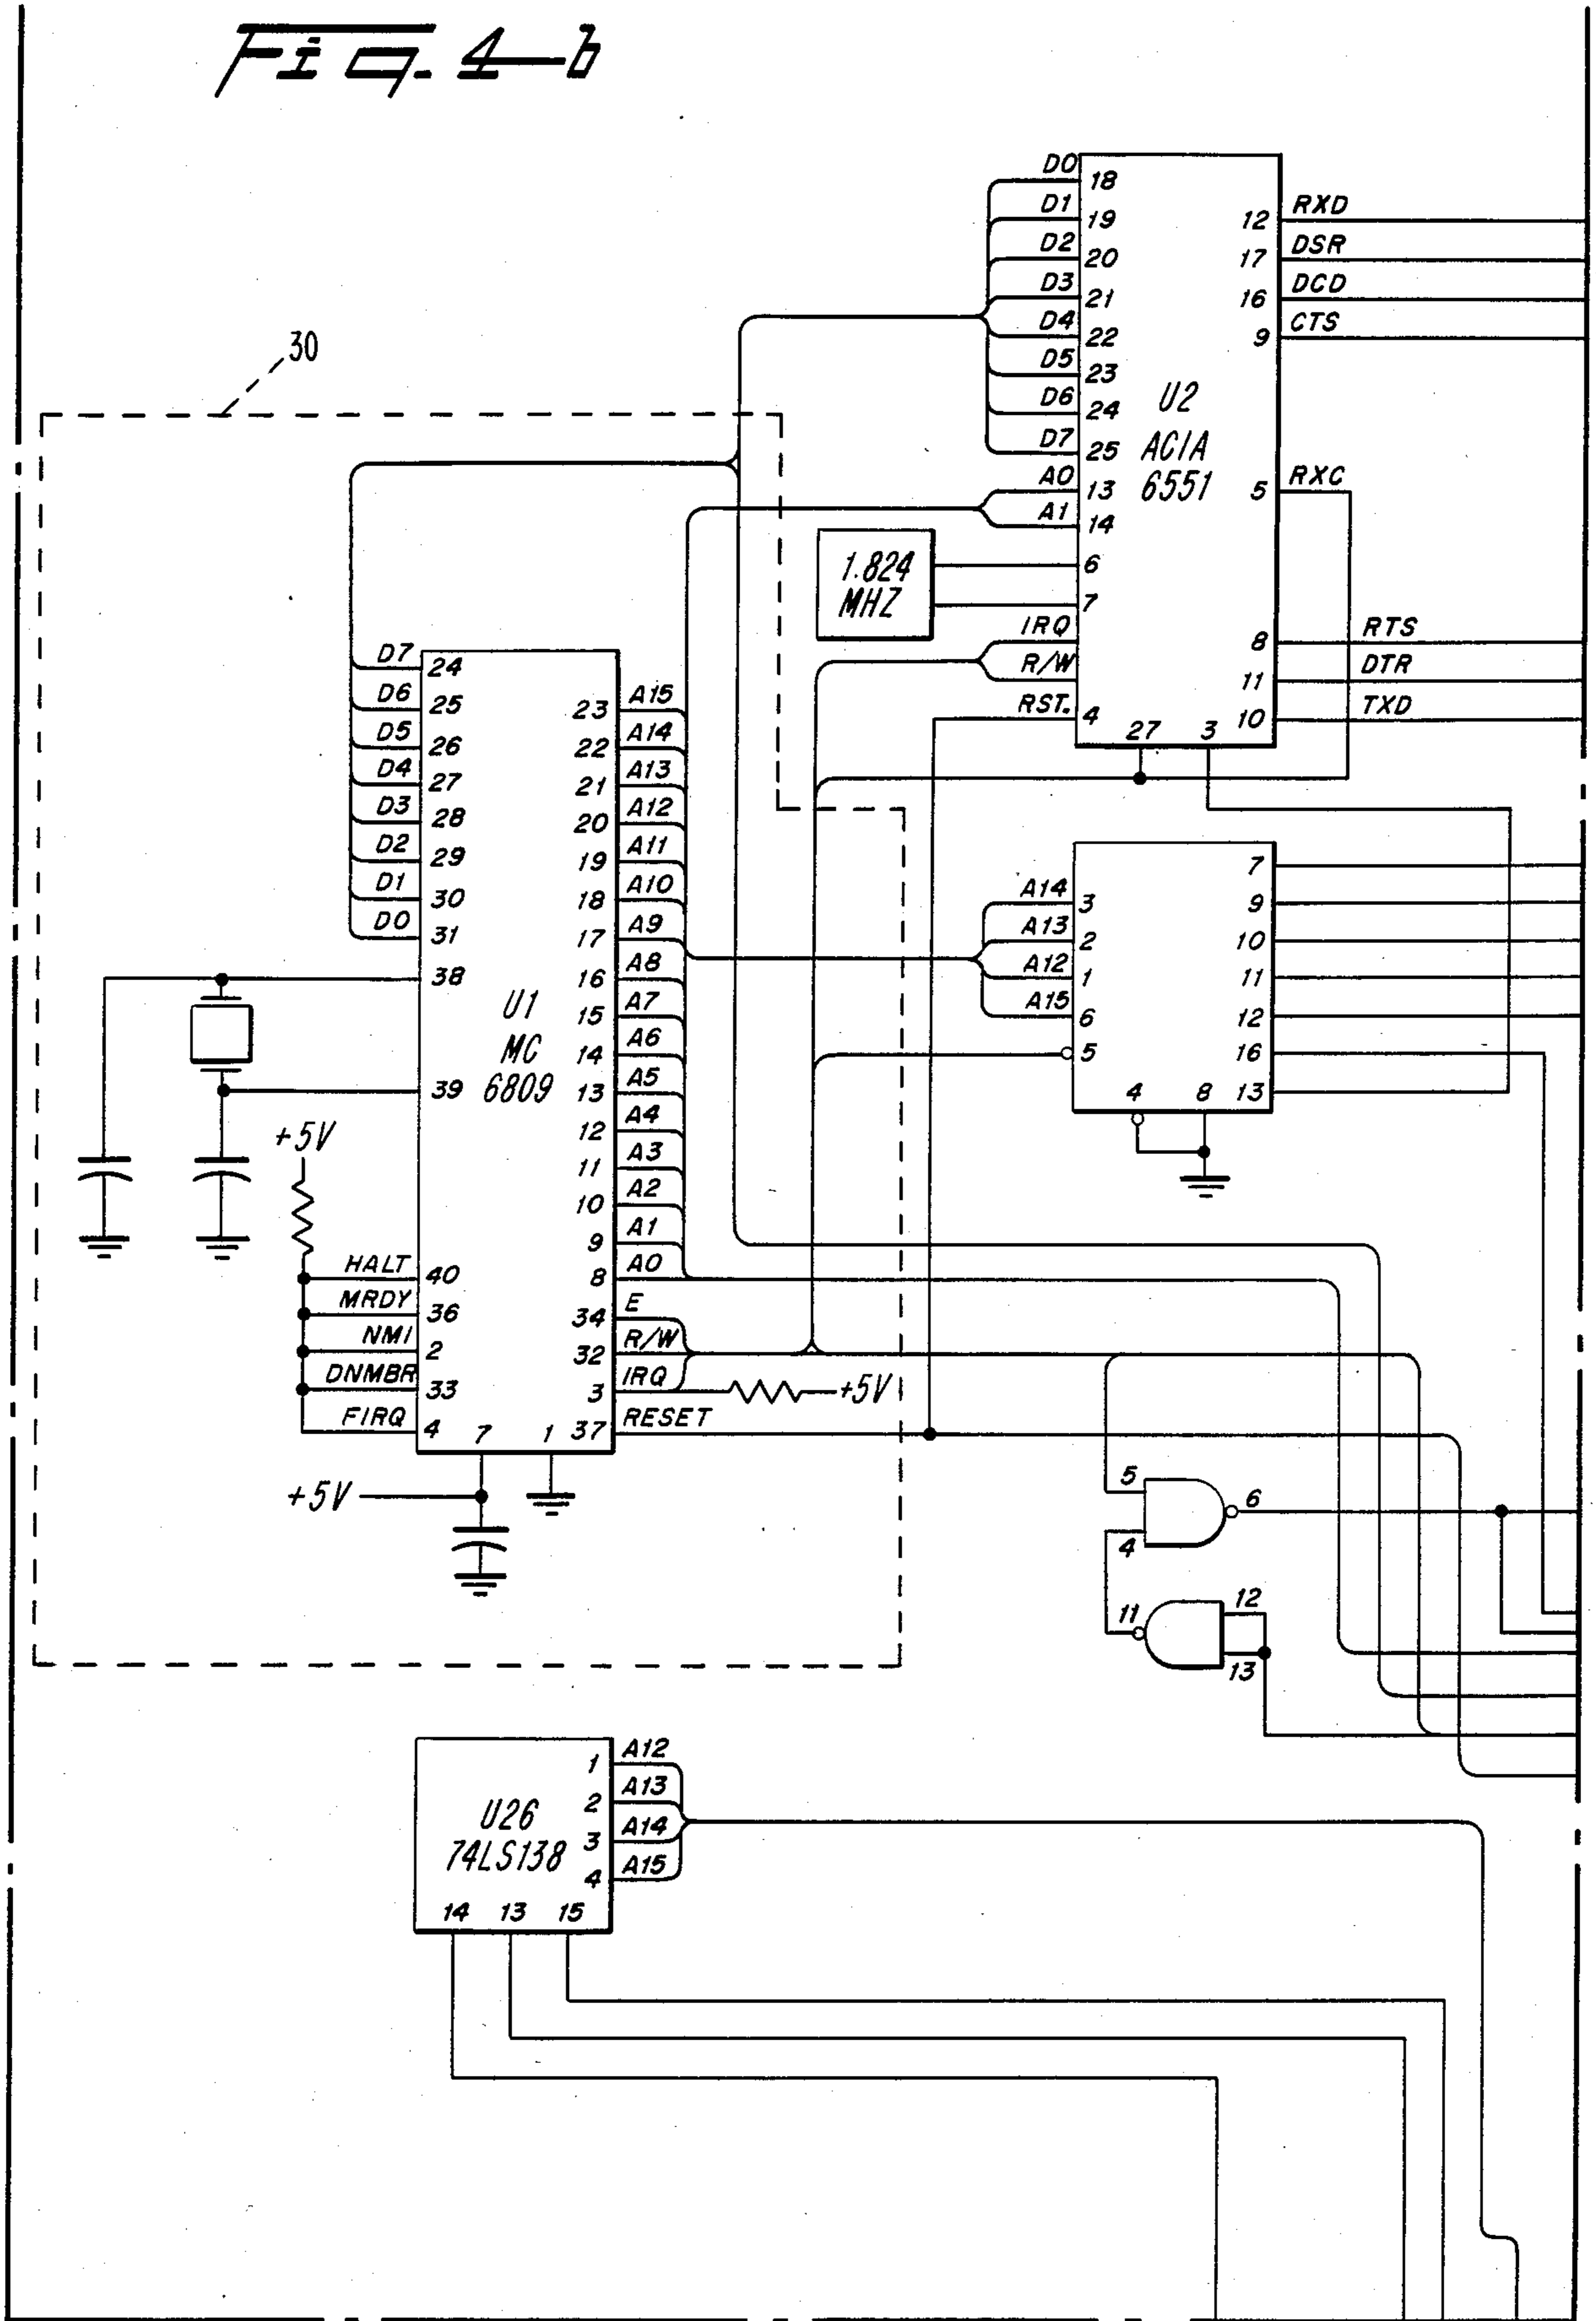 Fig. 4-b
30
D0 18
D1 19
D2 20
D3 21
D4 22
D5 23
D6 24
D7 25
A0 13
A1 14
6
7
IRQ
R/W
RST. 4
27 3
U2
ACIA
6551
12 RXD
17 DSR
16 DCD
9 CTS
5 RXC
8 RTS
11 DTR
10 TXD
1.824
MHZ
D7 24
D6 25
D5 26
D4 27
D3 28
D2 29
D1 30
D0 31
38
39
+5V
HALT 40
MRDY 36
NMI 2
DNMBR 33
FIRQ 4
7 1
+5V
U1
MC
6809
23 A15
22 A14
21 A13
20 A12
19 A11
18 A10
17 A9
16 A8
15 A7
14 A6
13 A5
12 A4
11 A3
10 A2
9 A1
8 A0
34 E
32 R/W
3 IRQ
+5V
37 RESET
A14 3
A13 2
A12 1
A15 6
5
4 8
7
9
10
11
12
16
13
5
4
6
11
12
13
U26
74LS138
1 A12
2 A13
3 A14
4 A15
14 13 15